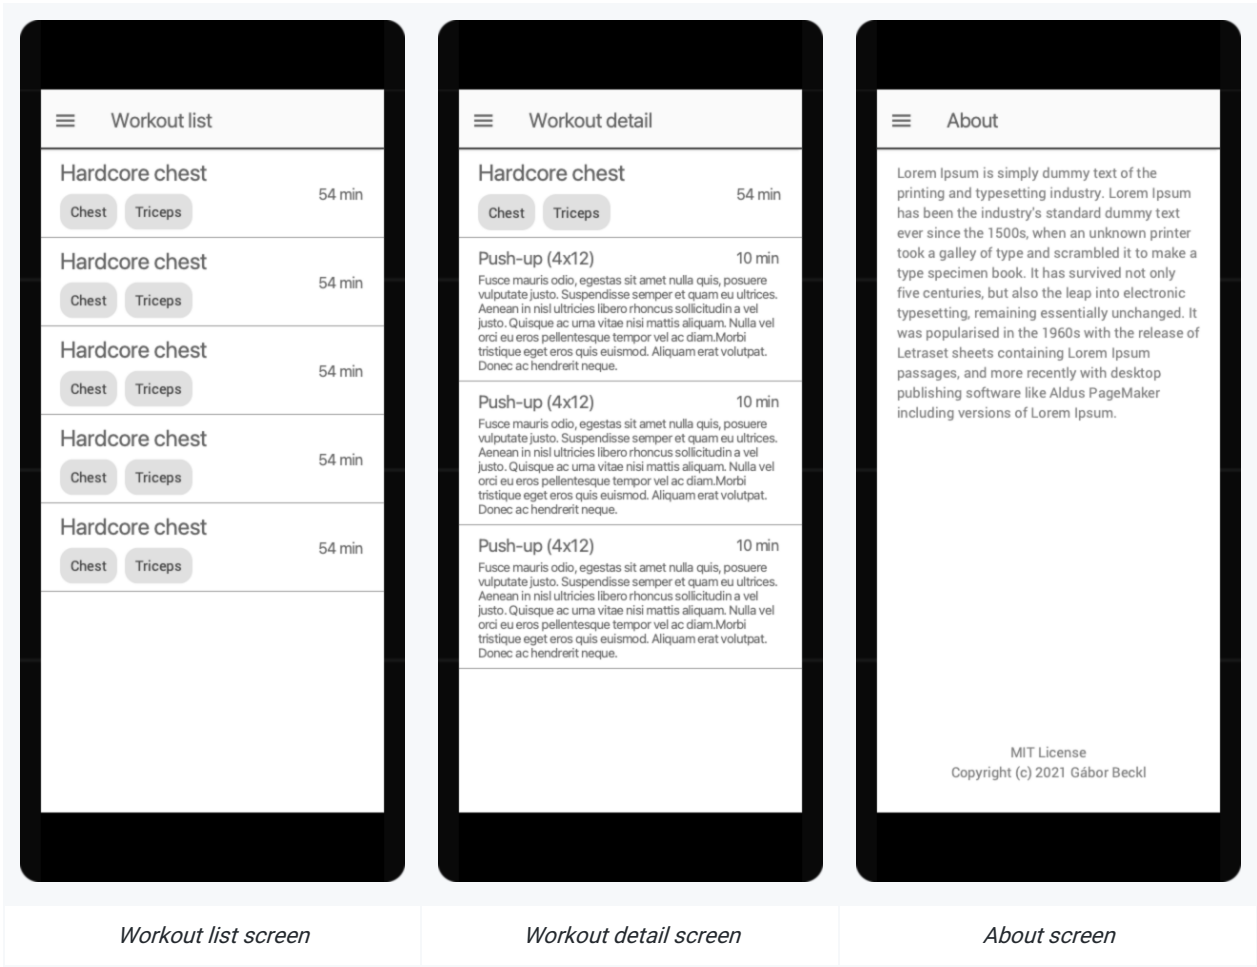 Workout list
Hardcore chest
54 min
Chest Triceps
Hardcore chest
54 min
Chest Triceps
Hardcore chest
54 min
Chest Triceps
Hardcore chest
54 min
Chest Triceps
Hardcore chest
54 min
Chest Triceps
Workout list screen
Workout detail
Hardcore chest
54 min
Chest Triceps
Push-up (4x12) 10 min
Fusce mauris odio, egestas sit amet nulla quis, posuere
vulputate justo. Suspendisse semper et quam eu ultrices.
Aenean in nisl ultricies libero rhoncus sollicitudin a vel
justo. Quisque ac urna vitae nisi mattis aliquam. Nulla vel
orci eu eros pellentesque tempor vel ac diam.Morbi
tristique eget eros quis euismod. Aliquam erat volutpat.
Donec ac hendrerit neque.
Push-up (4x12) 10 min
Fusce mauris odio, egestas sit amet nulla quis, posuere
vulputate justo. Suspendisse semper et quam eu ultrices.
Aenean in nisl ultricies libero rhoncus sollicitudin a vel
justo. Quisque ac urna vitae nisi mattis aliquam. Nulla vel
orci eu eros pellentesque tempor vel ac diam.Morbi
tristique eget eros quis euismod. Aliquam erat volutpat.
Donec ac hendrerit neque.
Push-up (4x12) 10 min
Fusce mauris odio, egestas sit amet nulla quis, posuere
vulputate justo. Suspendisse semper et quam eu ultrices.
Aenean in nisl ultricies libero rhoncus sollicitudin a vel
justo. Quisque ac urna vitae nisi mattis aliquam. Nulla vel
orci eu eros pellentesque tempor vel ac diam.Morbi
tristique eget eros quis euismod. Aliquam erat volutpat.
Donec ac hendrerit neque.
Workout detail screen
About
Lorem Ipsum is simply dummy text of the
printing and typesetting industry. Lorem Ipsum
has been the industry's standard dummy text
ever since the 1500s, when an unknown printer
took a galley of type and scrambled it to make a
type specimen book. It has survived not only
five centuries, but also the leap into electronic
typesetting, remaining essentially unchanged. It
was popularised in the 1960s with the release of
Letraset sheets containing Lorem Ipsum
passages, and more recently with desktop
publishing software like Aldus PageMaker
including versions of Lorem Ipsum.
MIT License
Copyright (c) 2021 Gábor Beckl
About screen